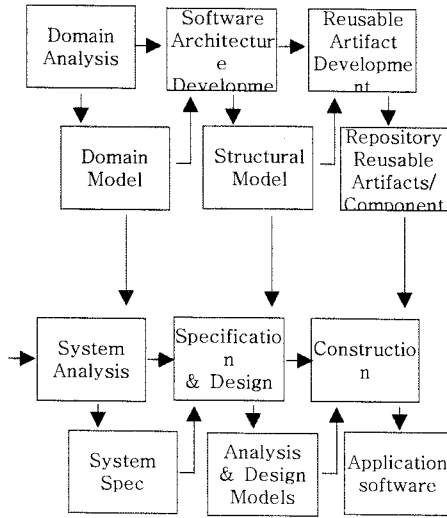 Domain
Analysis
Software
Architectur
e
Developme
Reusable
Artifact
Developme
nt
Domain
Model
Structural
Model
Repository
Reusable
Artifacts/
Component
System
Analysis
Specificatio
n
& Design
Constructio
n
System
Spec
Analysis
& Design
Models
Application
software